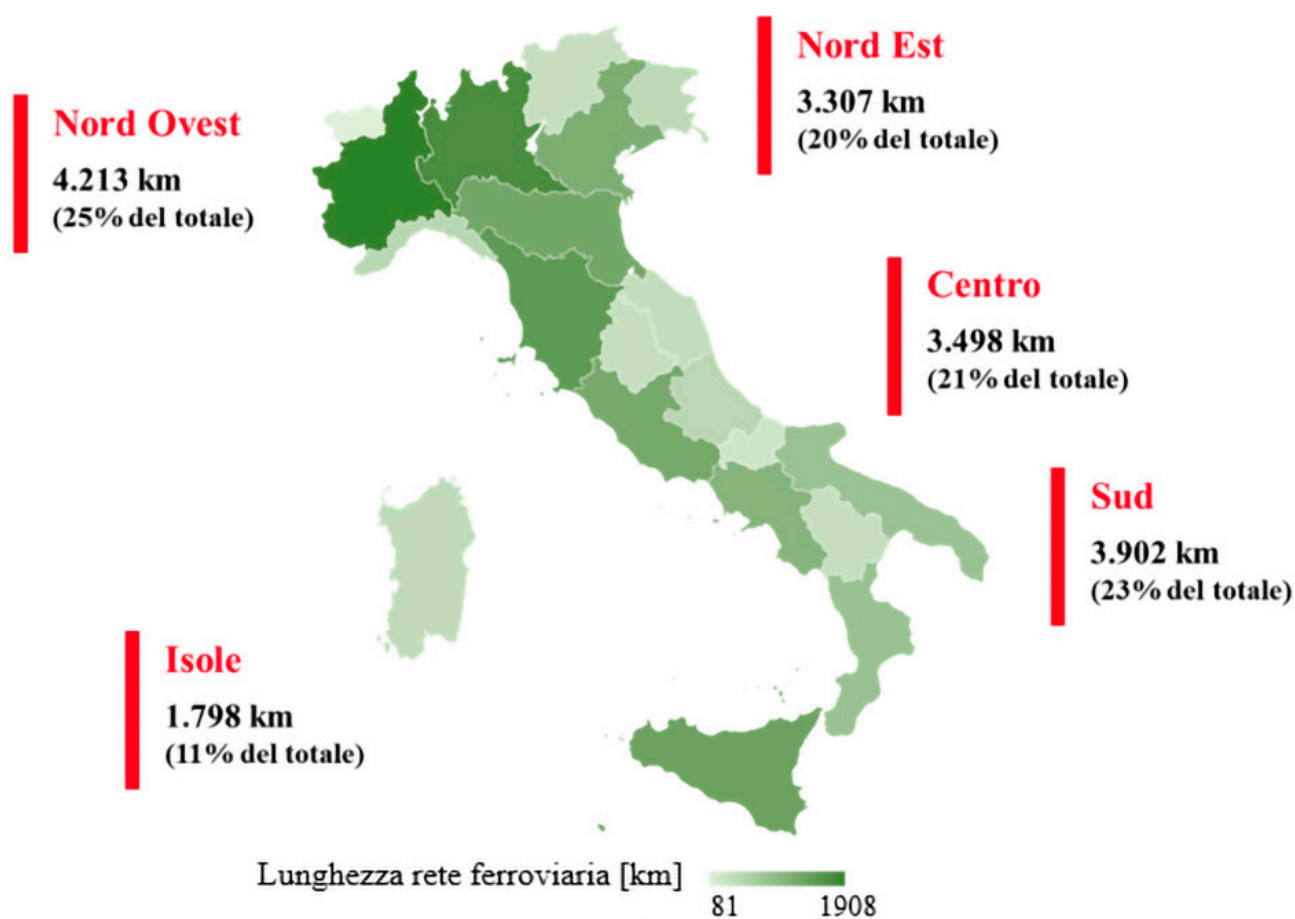 Nord Est
3.307 km
(20% del totale)
Nord Ovest
4.213 km
(25% del totale)
Centro
3.498 km
(21% del totale)
Sud
3.902 km
(23% del totale)
Isole
1.798 km
(11% del totale)
Lunghezza rete ferroviaria [km]
81 1908